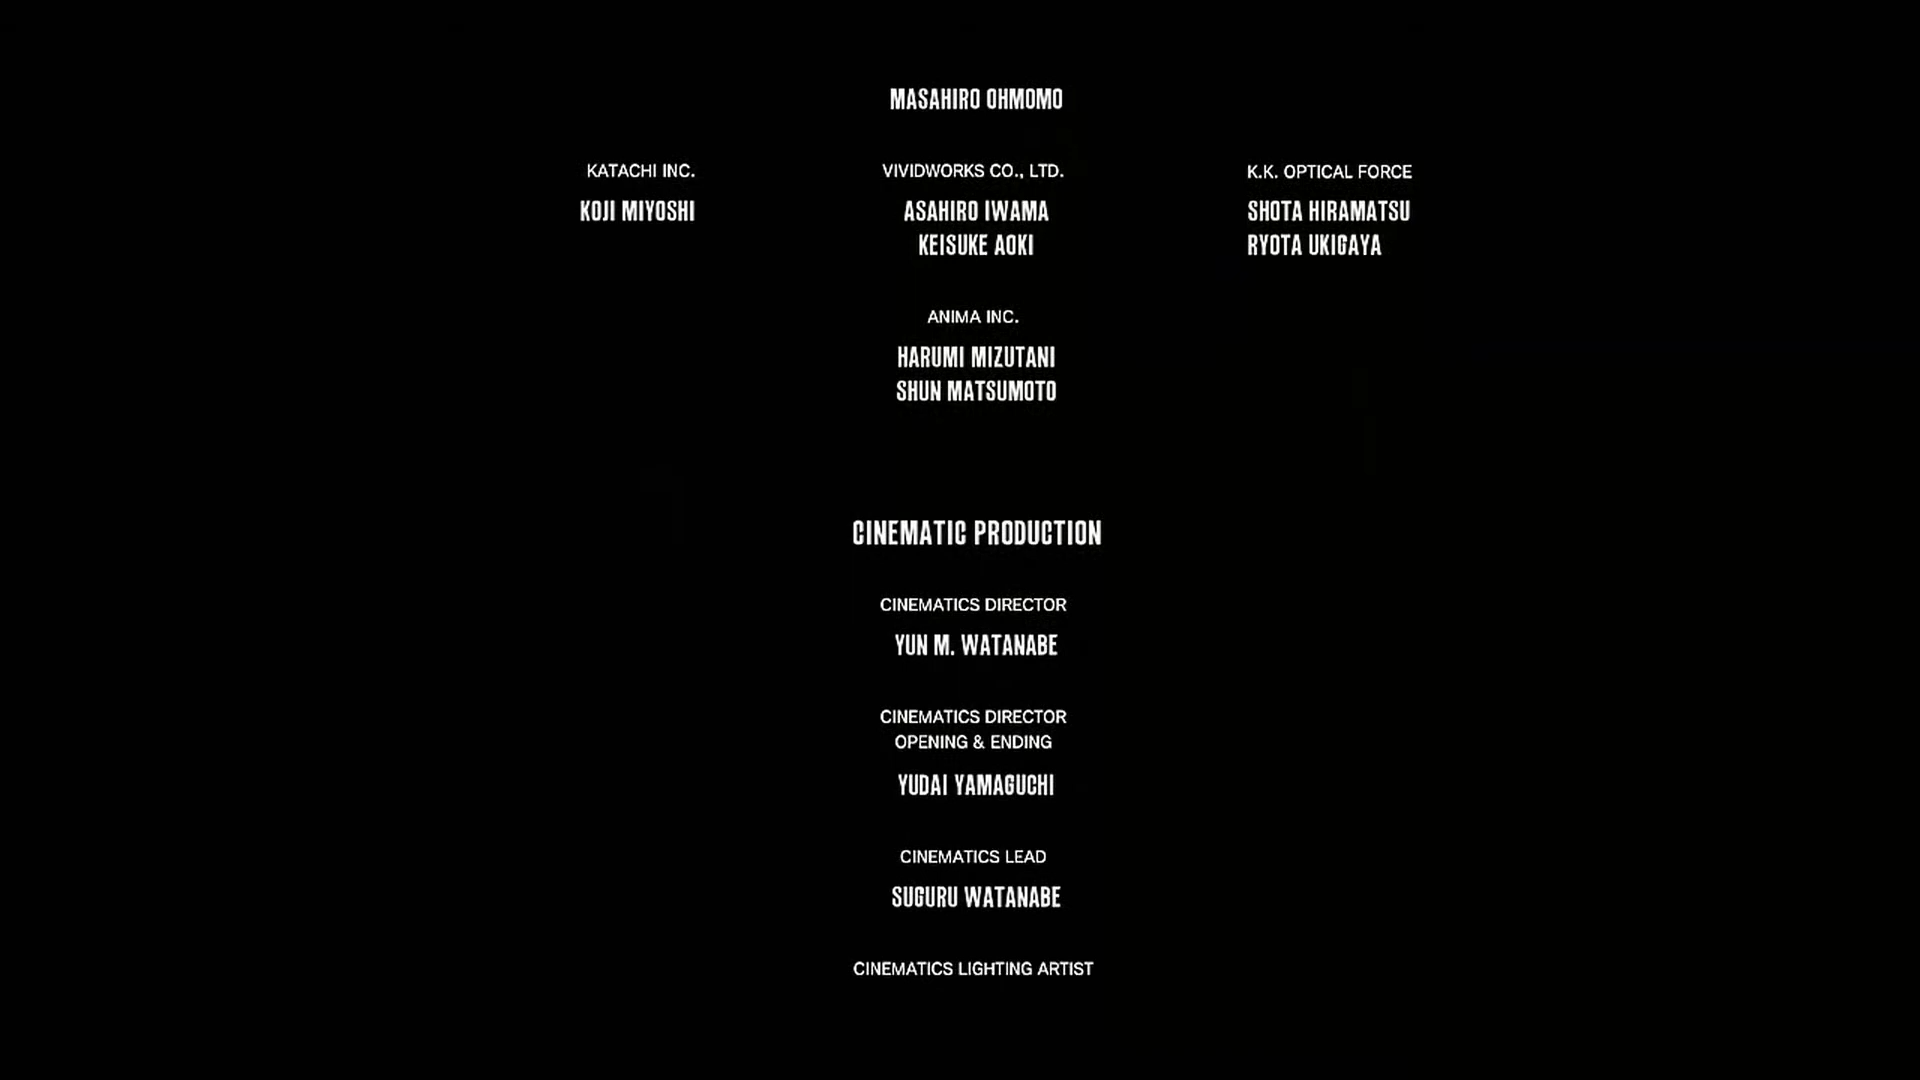 MASAHIRO OHMOMO
KATACHI INC.
KOJI MIYOSHI
VIVIDWORKS CO., LTD.
ASAHIRO IWAMA
KEISUKE AOKI
K.K. OPTICAL FORCE
SHOTA HIRAMATSU
RYOTA UKIGAYA
ANIMA INC.
HARUMI MIZUTANI
SHUN MATSUMOTO
CINEMATIC PRODUCTION
CINEMATICS DIRECTOR
YUN M. WATANABE
CINEMATICS DIRECTOR
OPENING & ENDING
YUDAI YAMAGUCHI
CINEMATICS LEAD
SUGURU WATANABE
CINEMATICS LIGHTING ARTIST